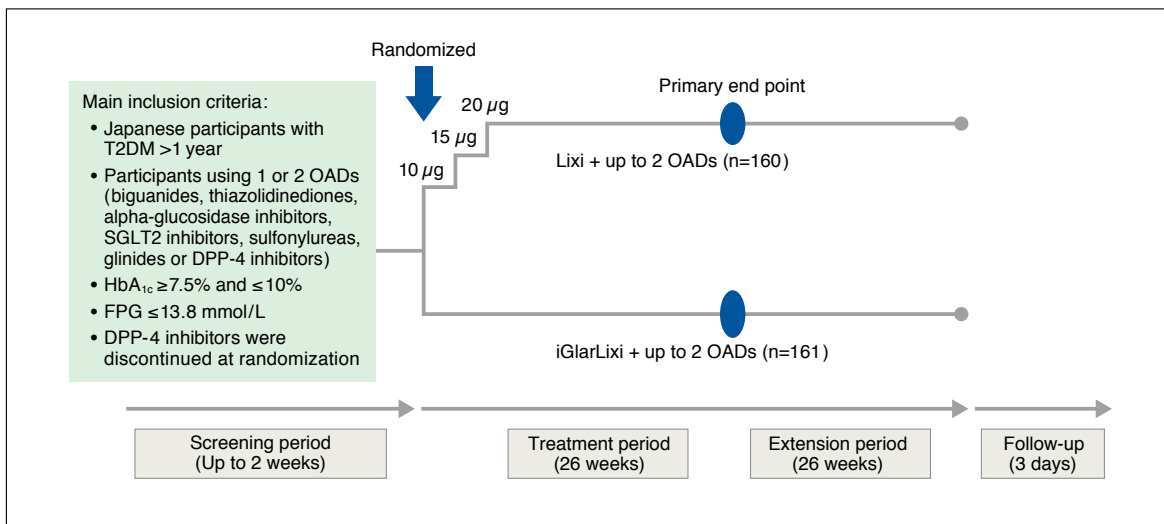 Randomized
Main inclusion criteria:
• Japanese participants with
T2DM >1 year
• Participants using 1 or 2 OADs
(biguanides, thiazolidinediones,
alpha-glucosidase inhibitors,
SGLT2 inhibitors, sulfonylureas,
glinides or DPP-4 inhibitors)
• HbA1c ≥7.5% and ≤10%
• FPG ≤13.8 mmol/L
• DPP-4 inhibitors were
discontinued at randomization
10 µg
15 µg
20 µg
Primary end point
Lixi + up to 2 OADs (n=160)
iGlarLixi + up to 2 OADs (n=161)
Screening period
(Up to 2 weeks)
Treatment period
(26 weeks)
Extension period
(26 weeks)
Follow-up
(3 days)